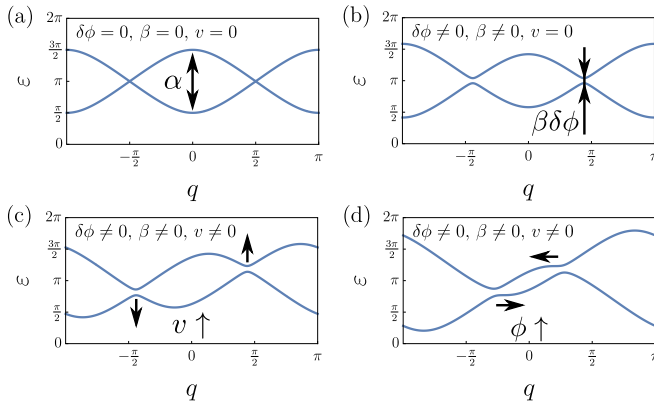 (a)
δϕ = 0, β = 0, v = 0
2π
3π/2
π
π/2
0
ε
α
−π/2
0
π/2
π
q
(b)
δϕ ≠ 0, β ≠ 0, v = 0
2π
3π/2
π
π/2
0
ε
βδϕ
−π/2
0
π/2
π
q
(c)
δϕ ≠ 0, β ≠ 0, v ≠ 0
2π
3π/2
π
π/2
0
ε
v ↑
−π/2
0
π/2
π
q
(d)
δϕ ≠ 0, β ≠ 0, v ≠ 0
2π
3π/2
π
π/2
0
ε
ϕ ↑
−π/2
0
π/2
π
q